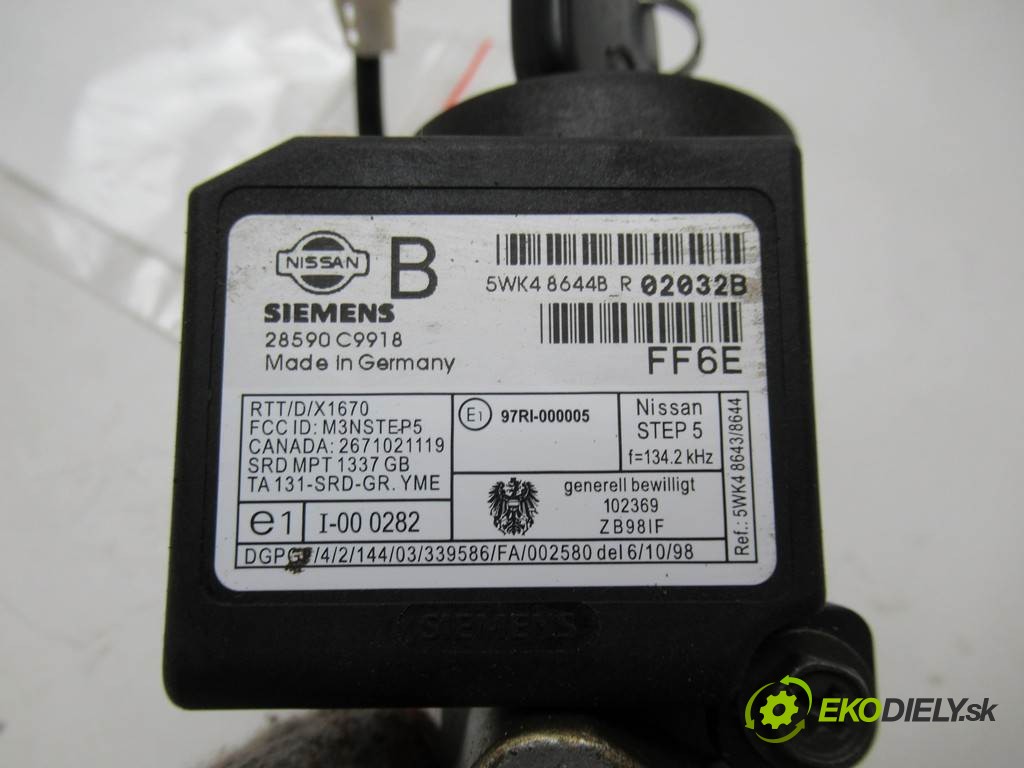 NISSAN
B
SIEMENS
28590 C9918
Made in Germany
5WK4 8644B R 02032B
FF6E
RTT/D/X1670
FCC ID: M3NSTE-P5
CANADA: 2671021119
SRD MPT 1337 GB
TA 131-SRD-GR. YME
E1 97RI-000005
Nissan
STEP 5
f=134.2 kHz
e1 I-00 0282
generell bewilligt
102369
ZB98IF
/4/2/144/03/339586/FA/002580 del 6/10/98
Ref.: 5WK4 8643/8644
SIEMENS
EKODIELY.sk